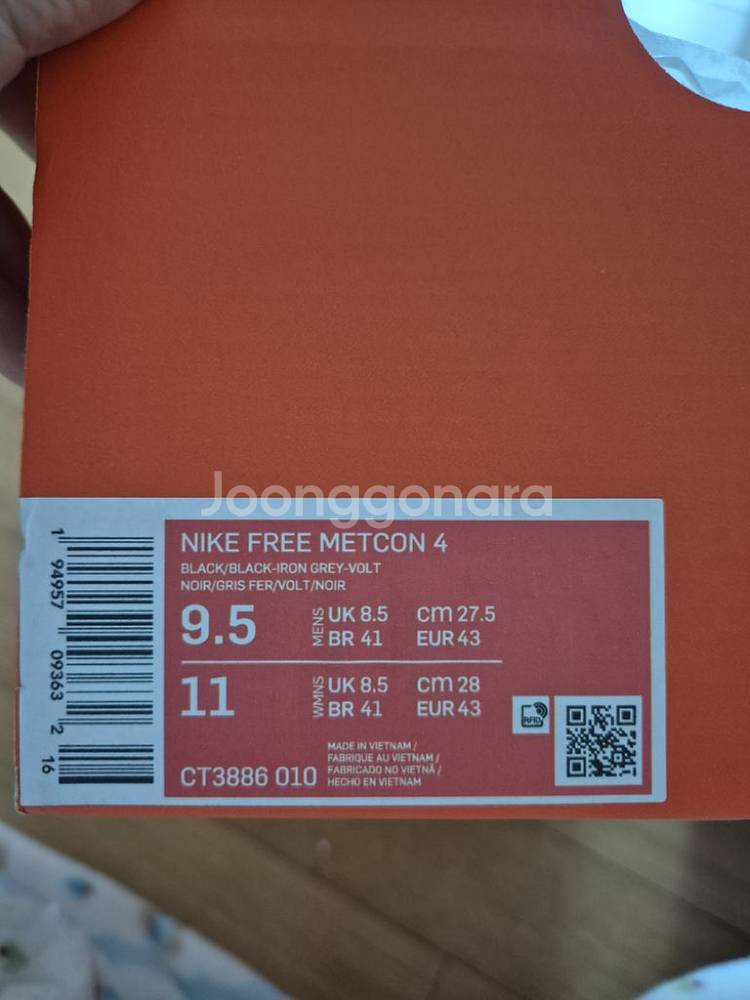 Joonggonara
NIKE FREE METCON 4
BLACK/BLACK-IRON GREY-VOLT
NOIR/GRIS FER/VOLT/NOIR
9.5
MENS
UK 8.5 CM 27.5
BR 41 EUR 43
11
WMNS
UK 8.5 CM 28
BR 41 EUR 43
RFID
CT3886 010
MADE IN VIETNAM /
FABRIQUE AU VIETNAM /
FABRICADO NO VIETNÃ /
HECHO EN VIETNAM
1 94957 09363 2 16